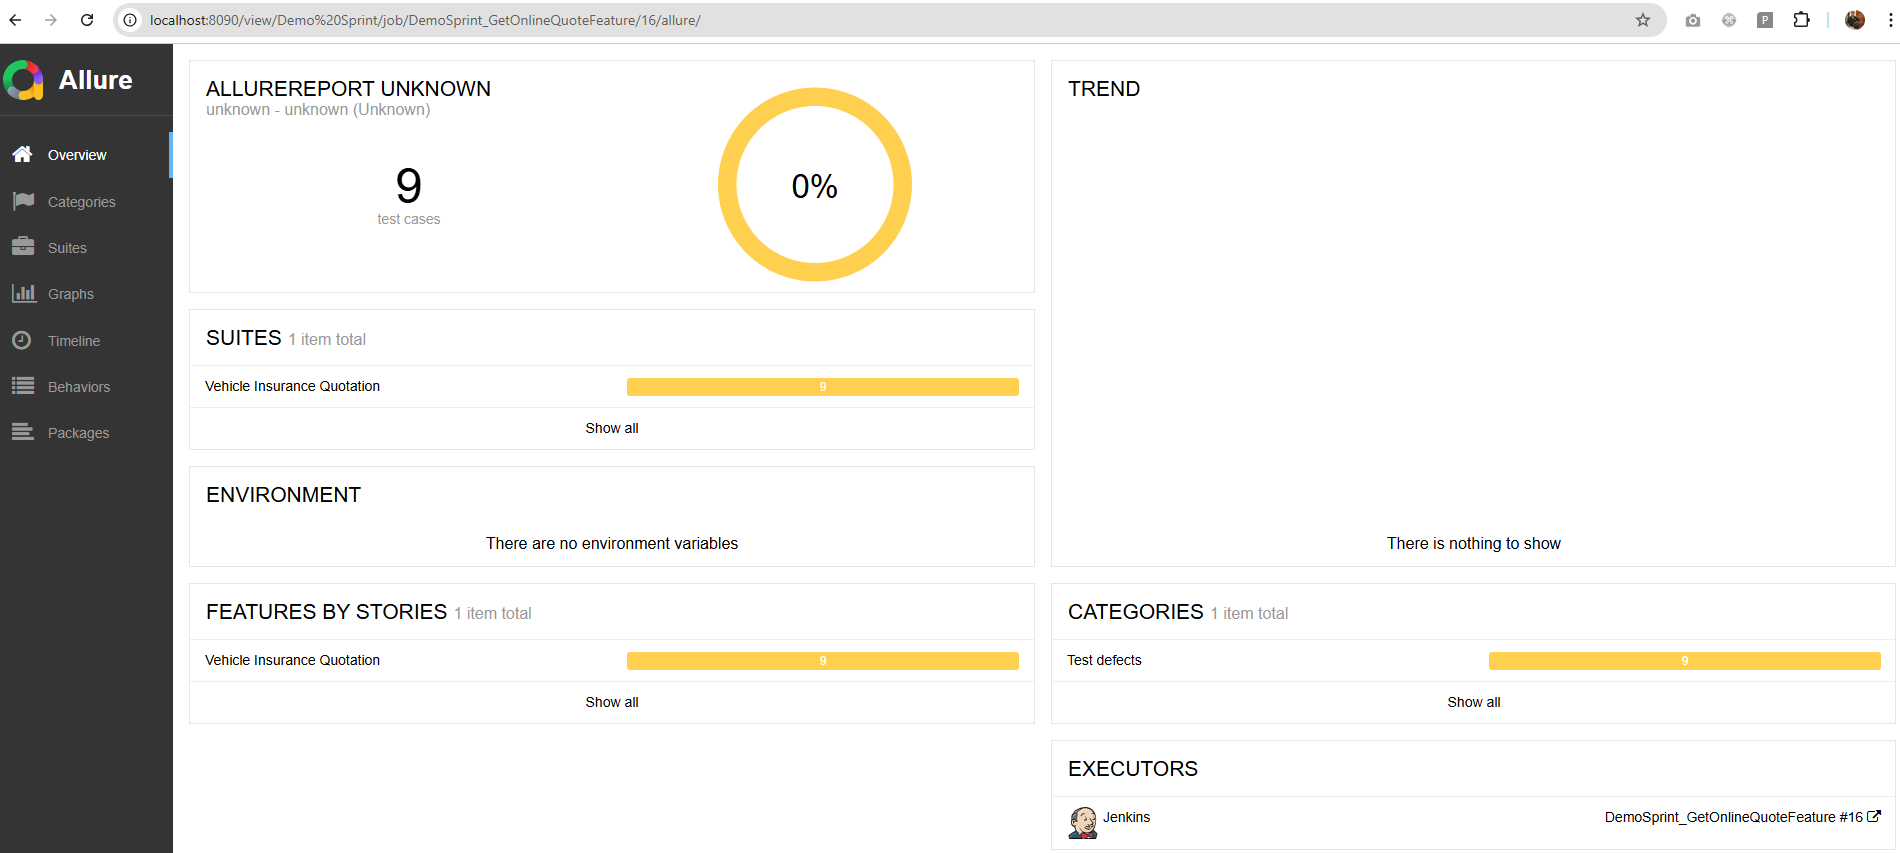 localhost:8090/view/Demo%20Sprint/job/DemoSprint_GetOnlineQuoteFeature/16/allure/
P
Allure
Overview
Categories
Suites
Graphs
Timeline
Behaviors
Packages
ALLUREREPORT UNKNOWN
unknown - unknown (Unknown)
9
test cases
0%
SUITES 1 item total
Vehicle Insurance Quotation 9
Show all
ENVIRONMENT
There are no environment variables
FEATURES BY STORIES 1 item total
Vehicle Insurance Quotation 9
Show all
TREND
There is nothing to show
CATEGORIES 1 item total
Test defects 9
Show all
EXECUTORS
Jenkins DemoSprint_GetOnlineQuoteFeature #16